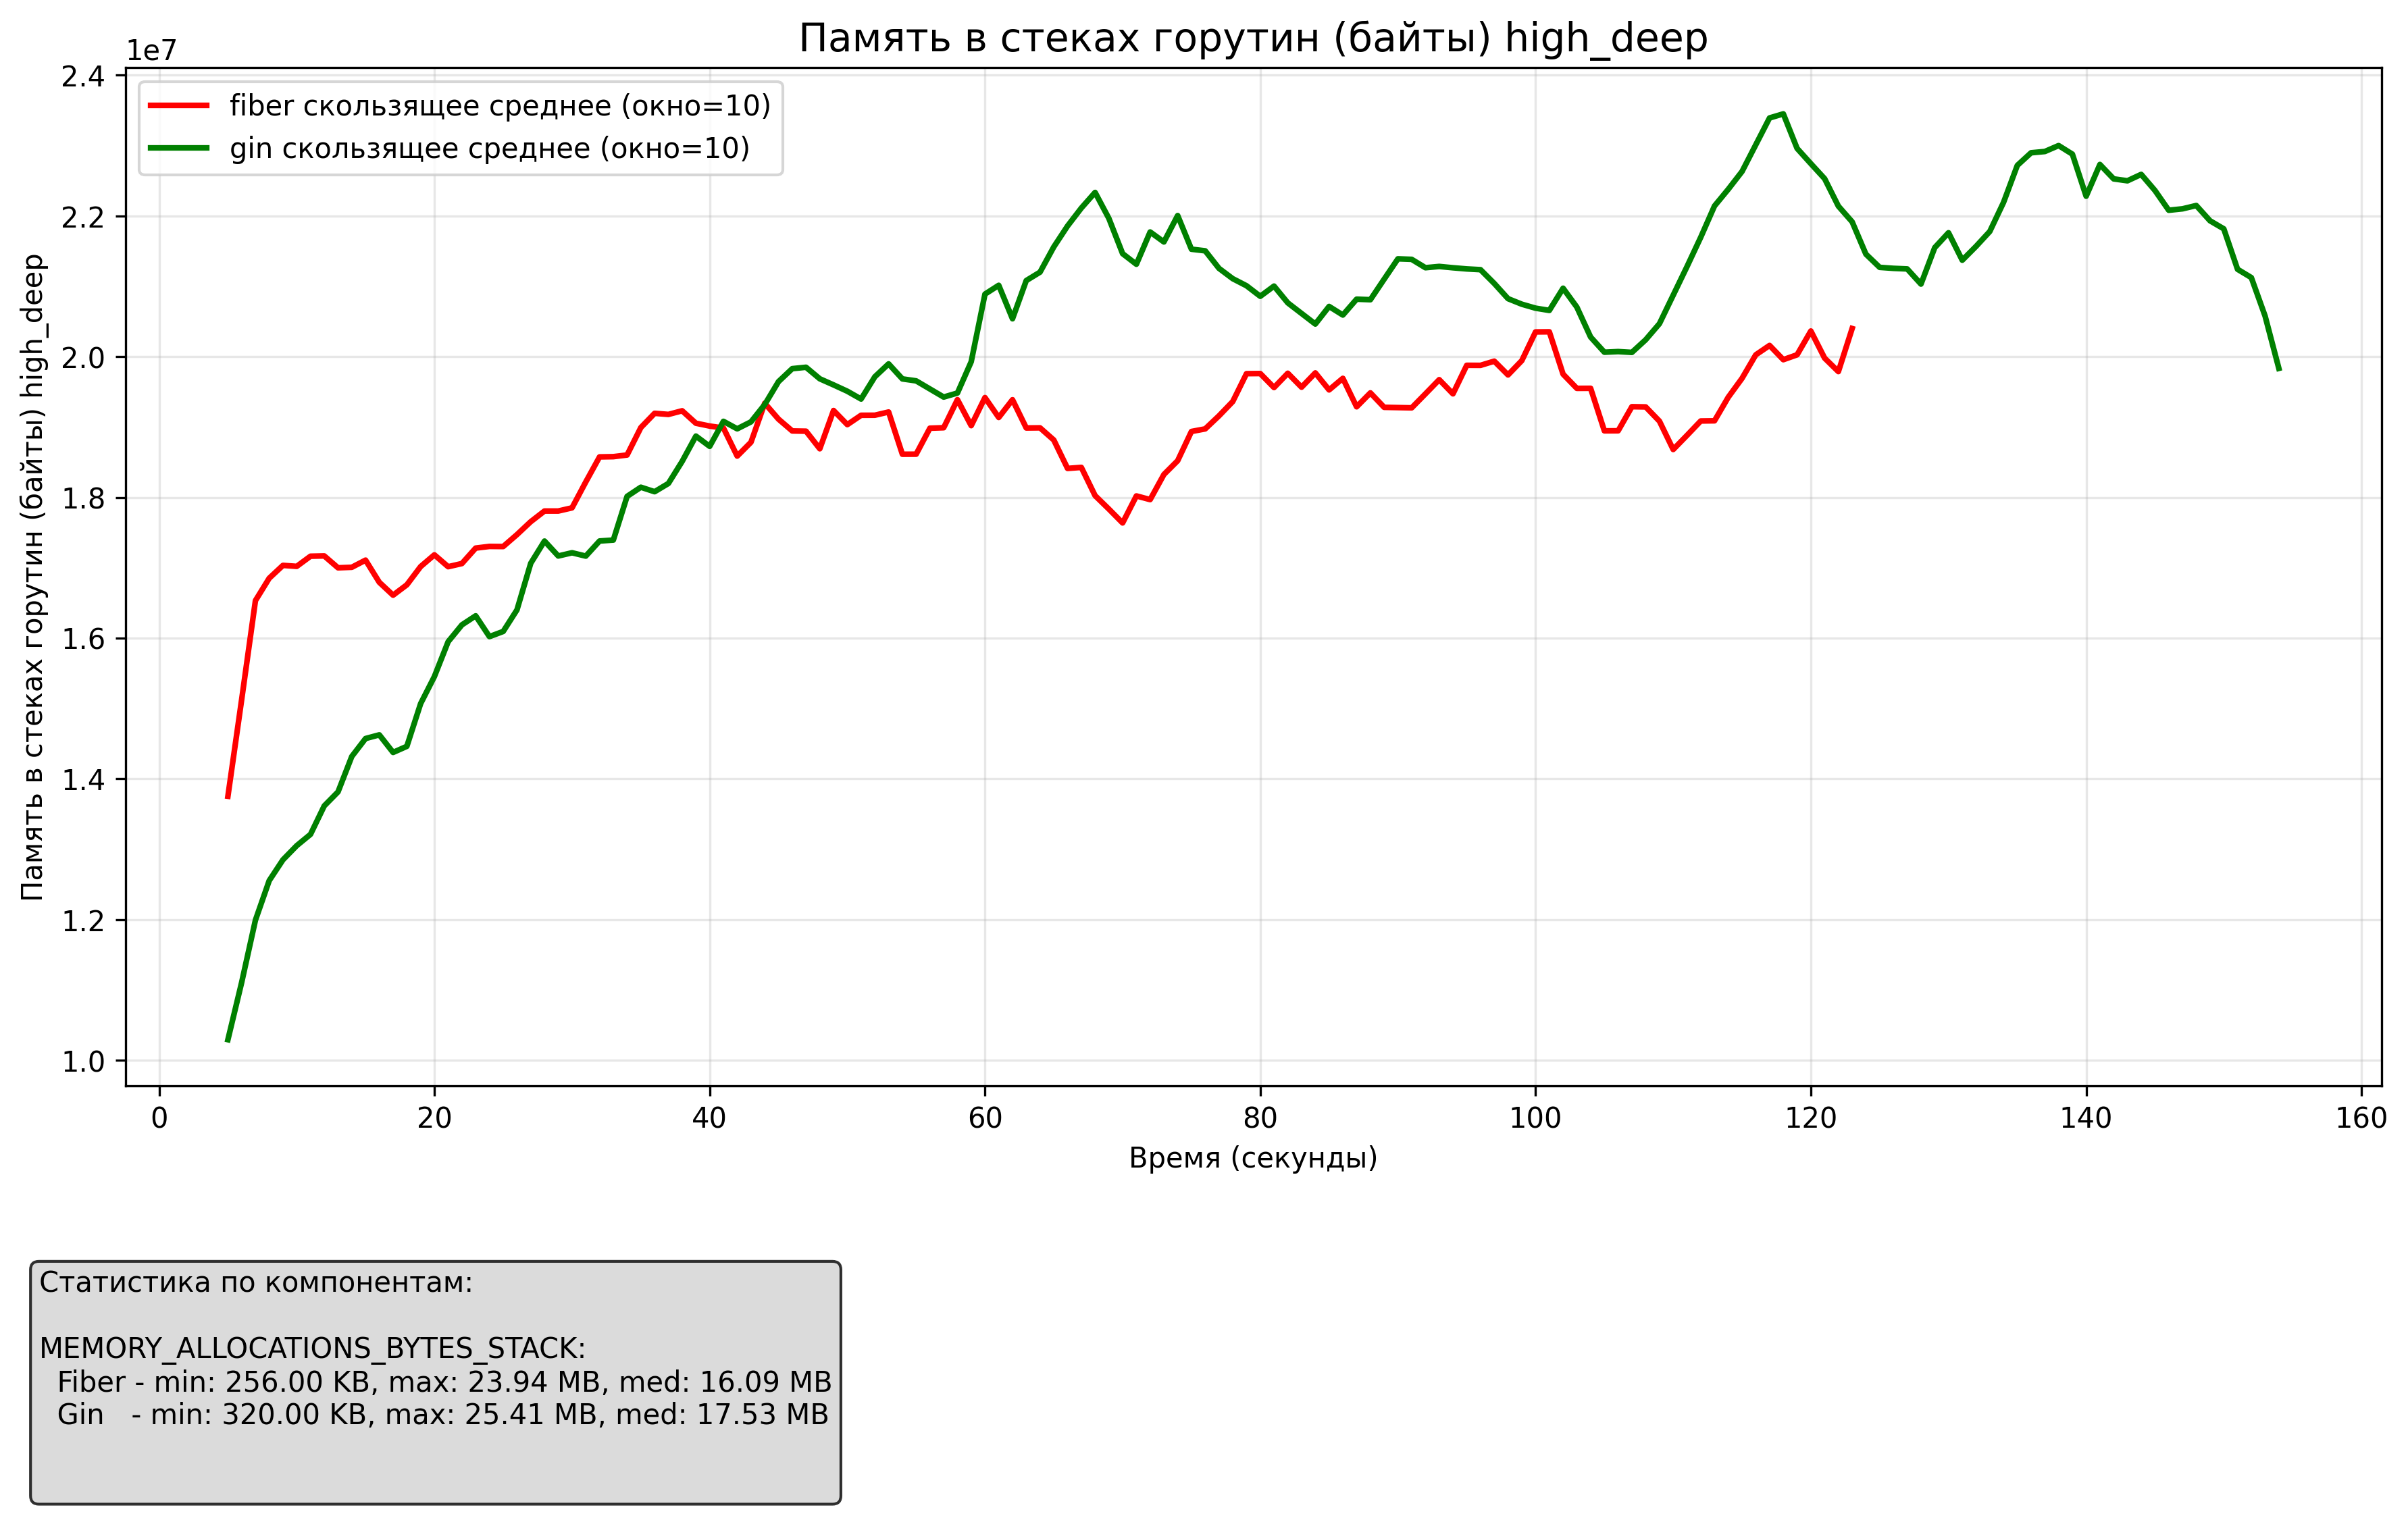 Память в стеках горутин (байты) high_deep
1e7
2.4
2.2
2.0
1.8
1.6
1.4
1.2
1.0
Память в стеках горутин (байты) high_deep
fiber скользящее среднее (окно=10)
gin скользящее среднее (окно=10)
0 20 40 60 80 100 120 140 160
Время (секунды)
Статистика по компонентам:
MEMORY_ALLOCATIONS_BYTES_STACK:
Fiber - min: 256.00 KB, max: 23.94 MB, med: 16.09 MB
Gin - min: 320.00 KB, max: 25.41 MB, med: 17.53 MB